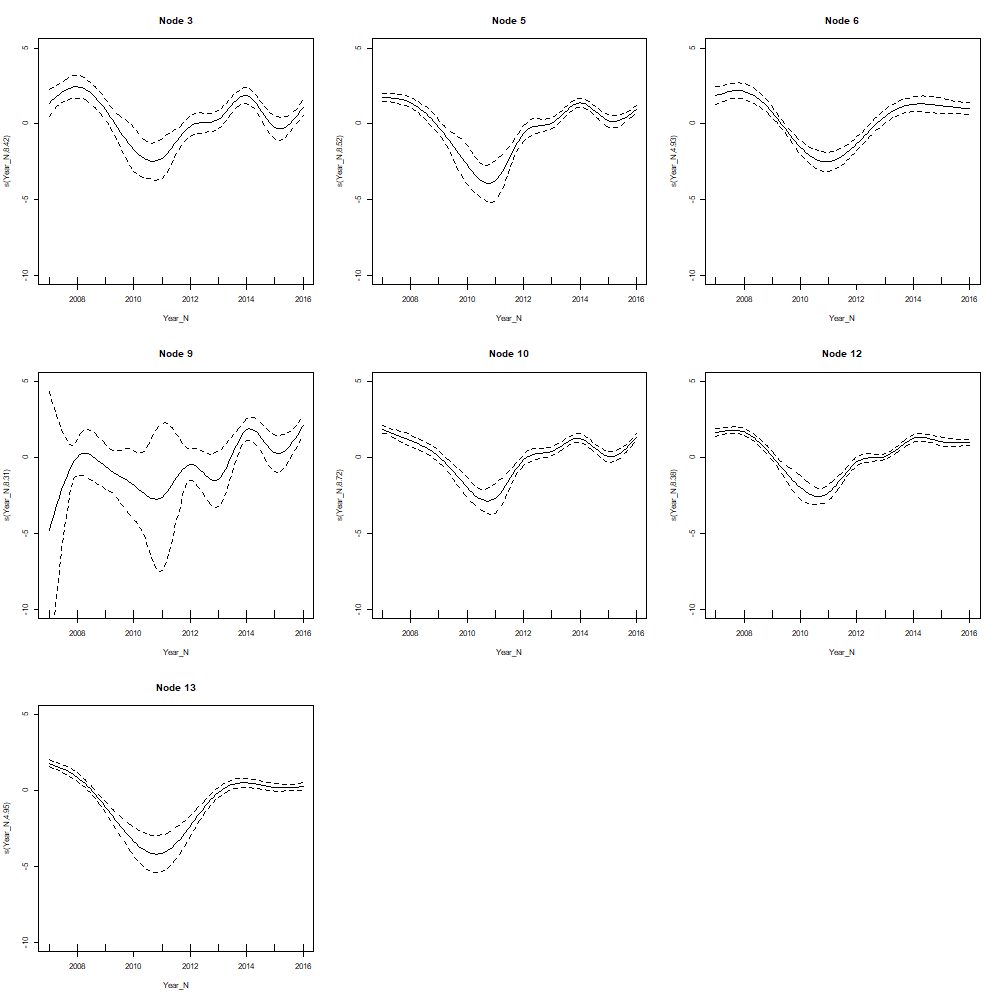 Node 3
s(Year_N,8.42)
5
0
-5
-10
2008 2010 2012 2014 2016
Year_N
Node 5
s(Year_N,8.52)
5
0
-5
-10
2008 2010 2012 2014 2016
Year_N
Node 6
s(Year_N,4.93)
5
0
-5
-10
2008 2010 2012 2014 2016
Year_N
Node 9
s(Year_N,8.31)
5
0
-5
-10
2008 2010 2012 2014 2016
Year_N
Node 10
s(Year_N,8.72)
5
0
-5
-10
2008 2010 2012 2014 2016
Year_N
Node 12
s(Year_N,8.38)
5
0
-5
-10
2008 2010 2012 2014 2016
Year_N
Node 13
s(Year_N,4.95)
5
0
-5
-10
2008 2010 2012 2014 2016
Year_N